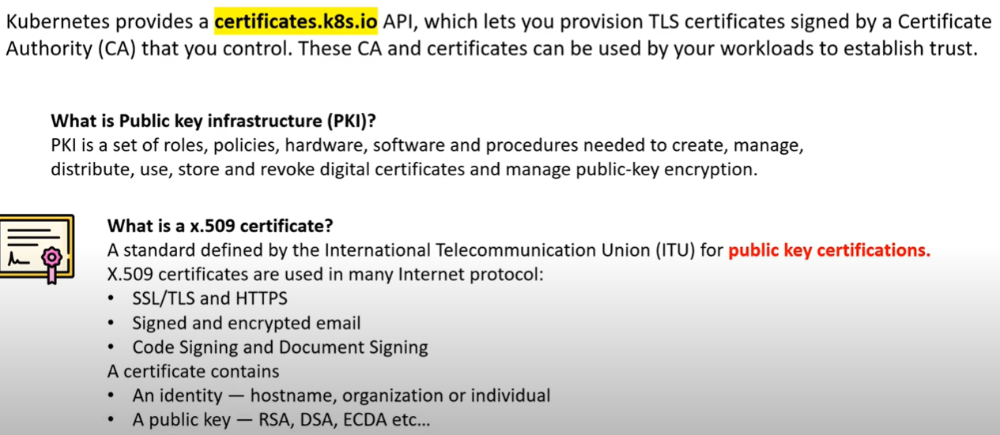 Kubernetes provides a certificates.k8s.io API, which lets you provision TLS certificates signed by a Certificate
Authority (CA) that you control. These CA and certificates can be used by your workloads to establish trust.
What is Public key infrastructure (PKI)?
PKI is a set of roles, policies, hardware, software and procedures needed to create, manage,
distribute, use, store and revoke digital certificates and manage public-key encryption.
What is a x.509 certificate?
A standard defined by the International Telecommunication Union (ITU) for public key certifications.
X.509 certificates are used in many Internet protocol:
• SSL/TLS and HTTPS
• Signed and encrypted email
• Code Signing and Document Signing
A certificate contains
• An identity — hostname, organization or individual
• A public key — RSA, DSA, ECDA etc...